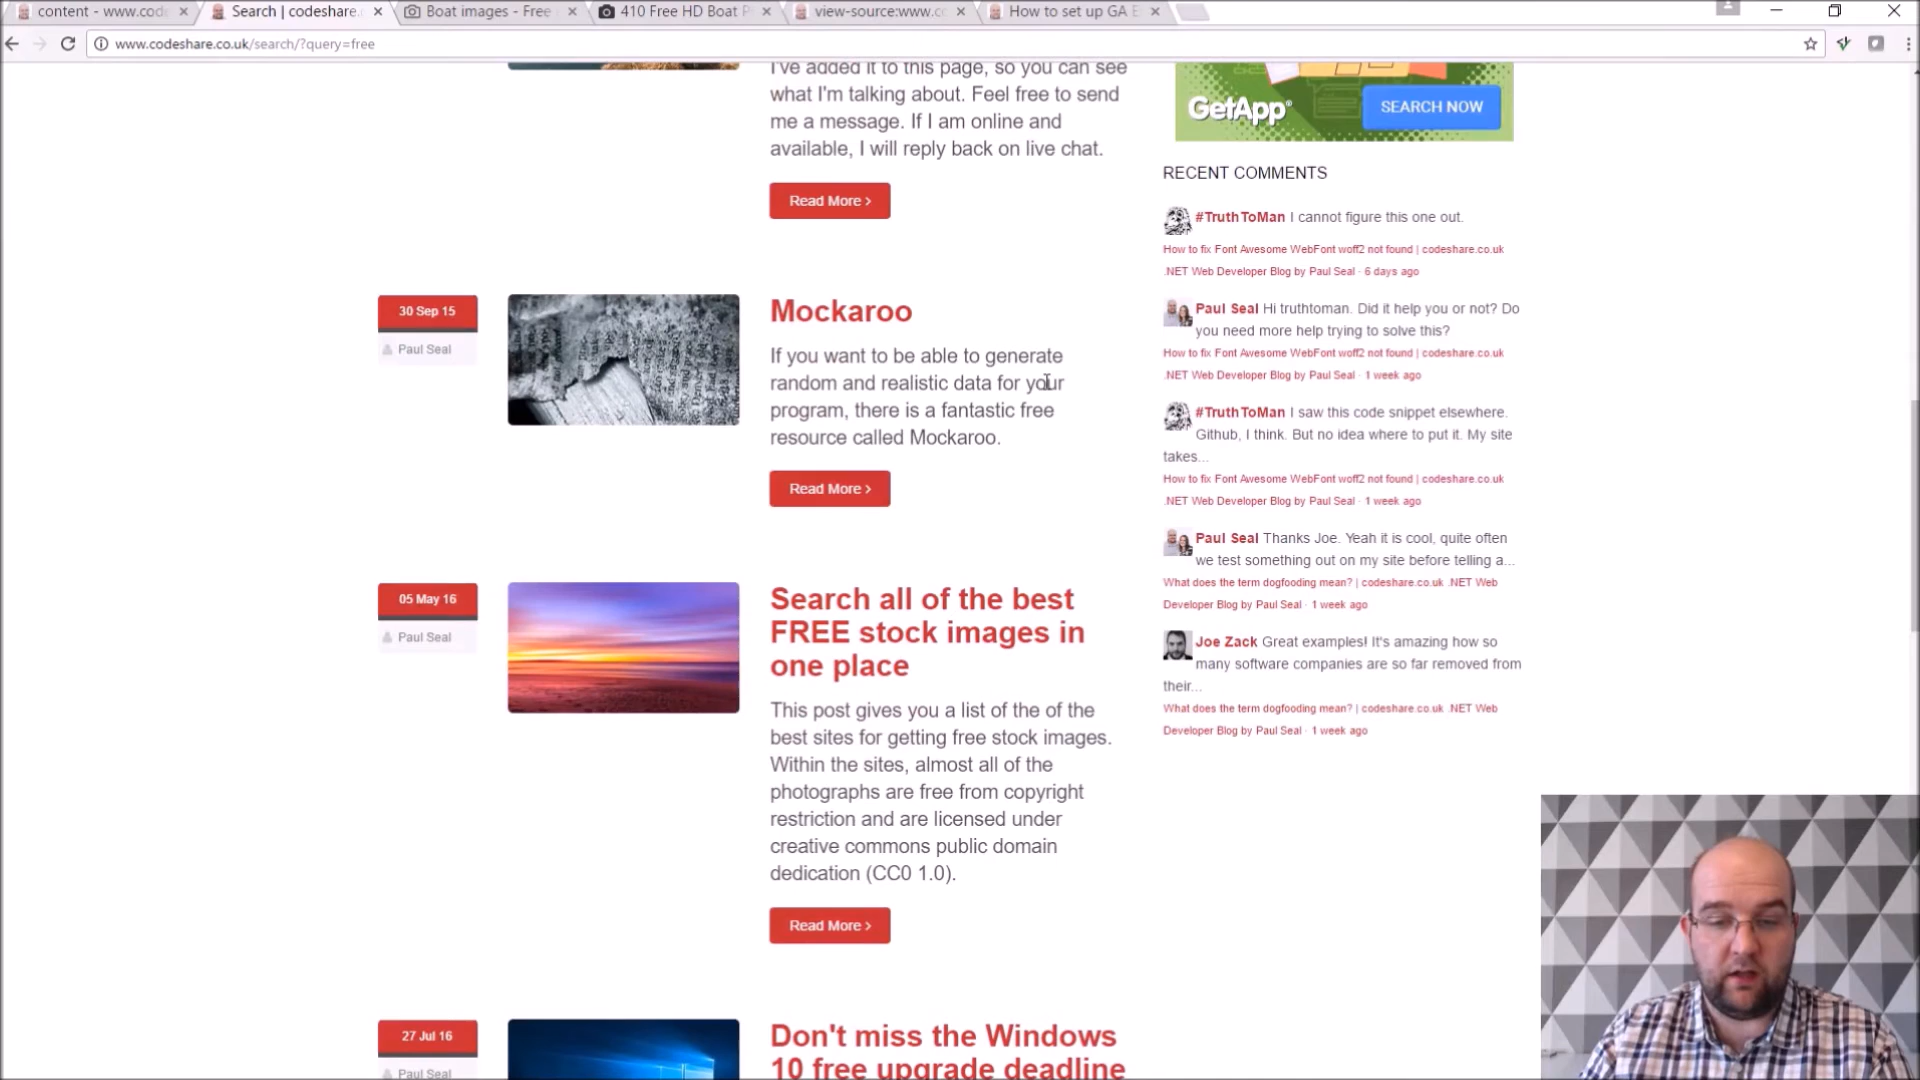 content - www.cod
Search | codeshare.
Boat images - Free
410 Free HD Boat P
view-source:www.c
How to set up GA E
www.codeshare.co.uk/search/?query=free
I've added it to this page, so you can see
what I'm talking about. Feel free to send
me a message. If I am online and
available, I will reply back on live chat.
Read More >
30 Sep 15
Paul Seal
Mockaroo
If you want to be able to generate
random and realistic data for your
program, there is a fantastic free
resource called Mockaroo.
Read More >
05 May 16
Paul Seal
Search all of the best
FREE stock images in
one place
This post gives you a list of the of the
best sites for getting free stock images.
Within the sites, almost all of the
photographs are free from copyright
restriction and are licensed under
creative commons public domain
dedication (CC0 1.0).
Read More >
27 Jul 16
Paul Seal
Don't miss the Windows
10 free upgrade deadline
GetApp
SEARCH NOW
RECENT COMMENTS
#TruthToMan I cannot figure this one out.
How to fix Font Awesome WebFont woff2 not found | codeshare.co.uk
.NET Web Developer Blog by Paul Seal · 6 days ago
Paul Seal Hi truthtoman. Did it help you or not? Do
you need more help trying to solve this?
How to fix Font Awesome WebFont woff2 not found | codeshare.co.uk
.NET Web Developer Blog by Paul Seal · 1 week ago
#TruthToMan I saw this code snippet elsewhere.
Github, I think. But no idea where to put it. My site
takes...
How to fix Font Awesome WebFont woff2 not found | codeshare.co.uk
.NET Web Developer Blog by Paul Seal · 1 week ago
Paul Seal Thanks Joe. Yeah it is cool, quite often
we test something out on my site before telling a...
What does the term dogfooding mean? | codeshare.co.uk .NET Web
Developer Blog by Paul Seal · 1 week ago
Joe Zack Great examples! It's amazing how so
many software companies are so far removed from
their...
What does the term dogfooding mean? | codeshare.co.uk .NET Web
Developer Blog by Paul Seal · 1 week ago